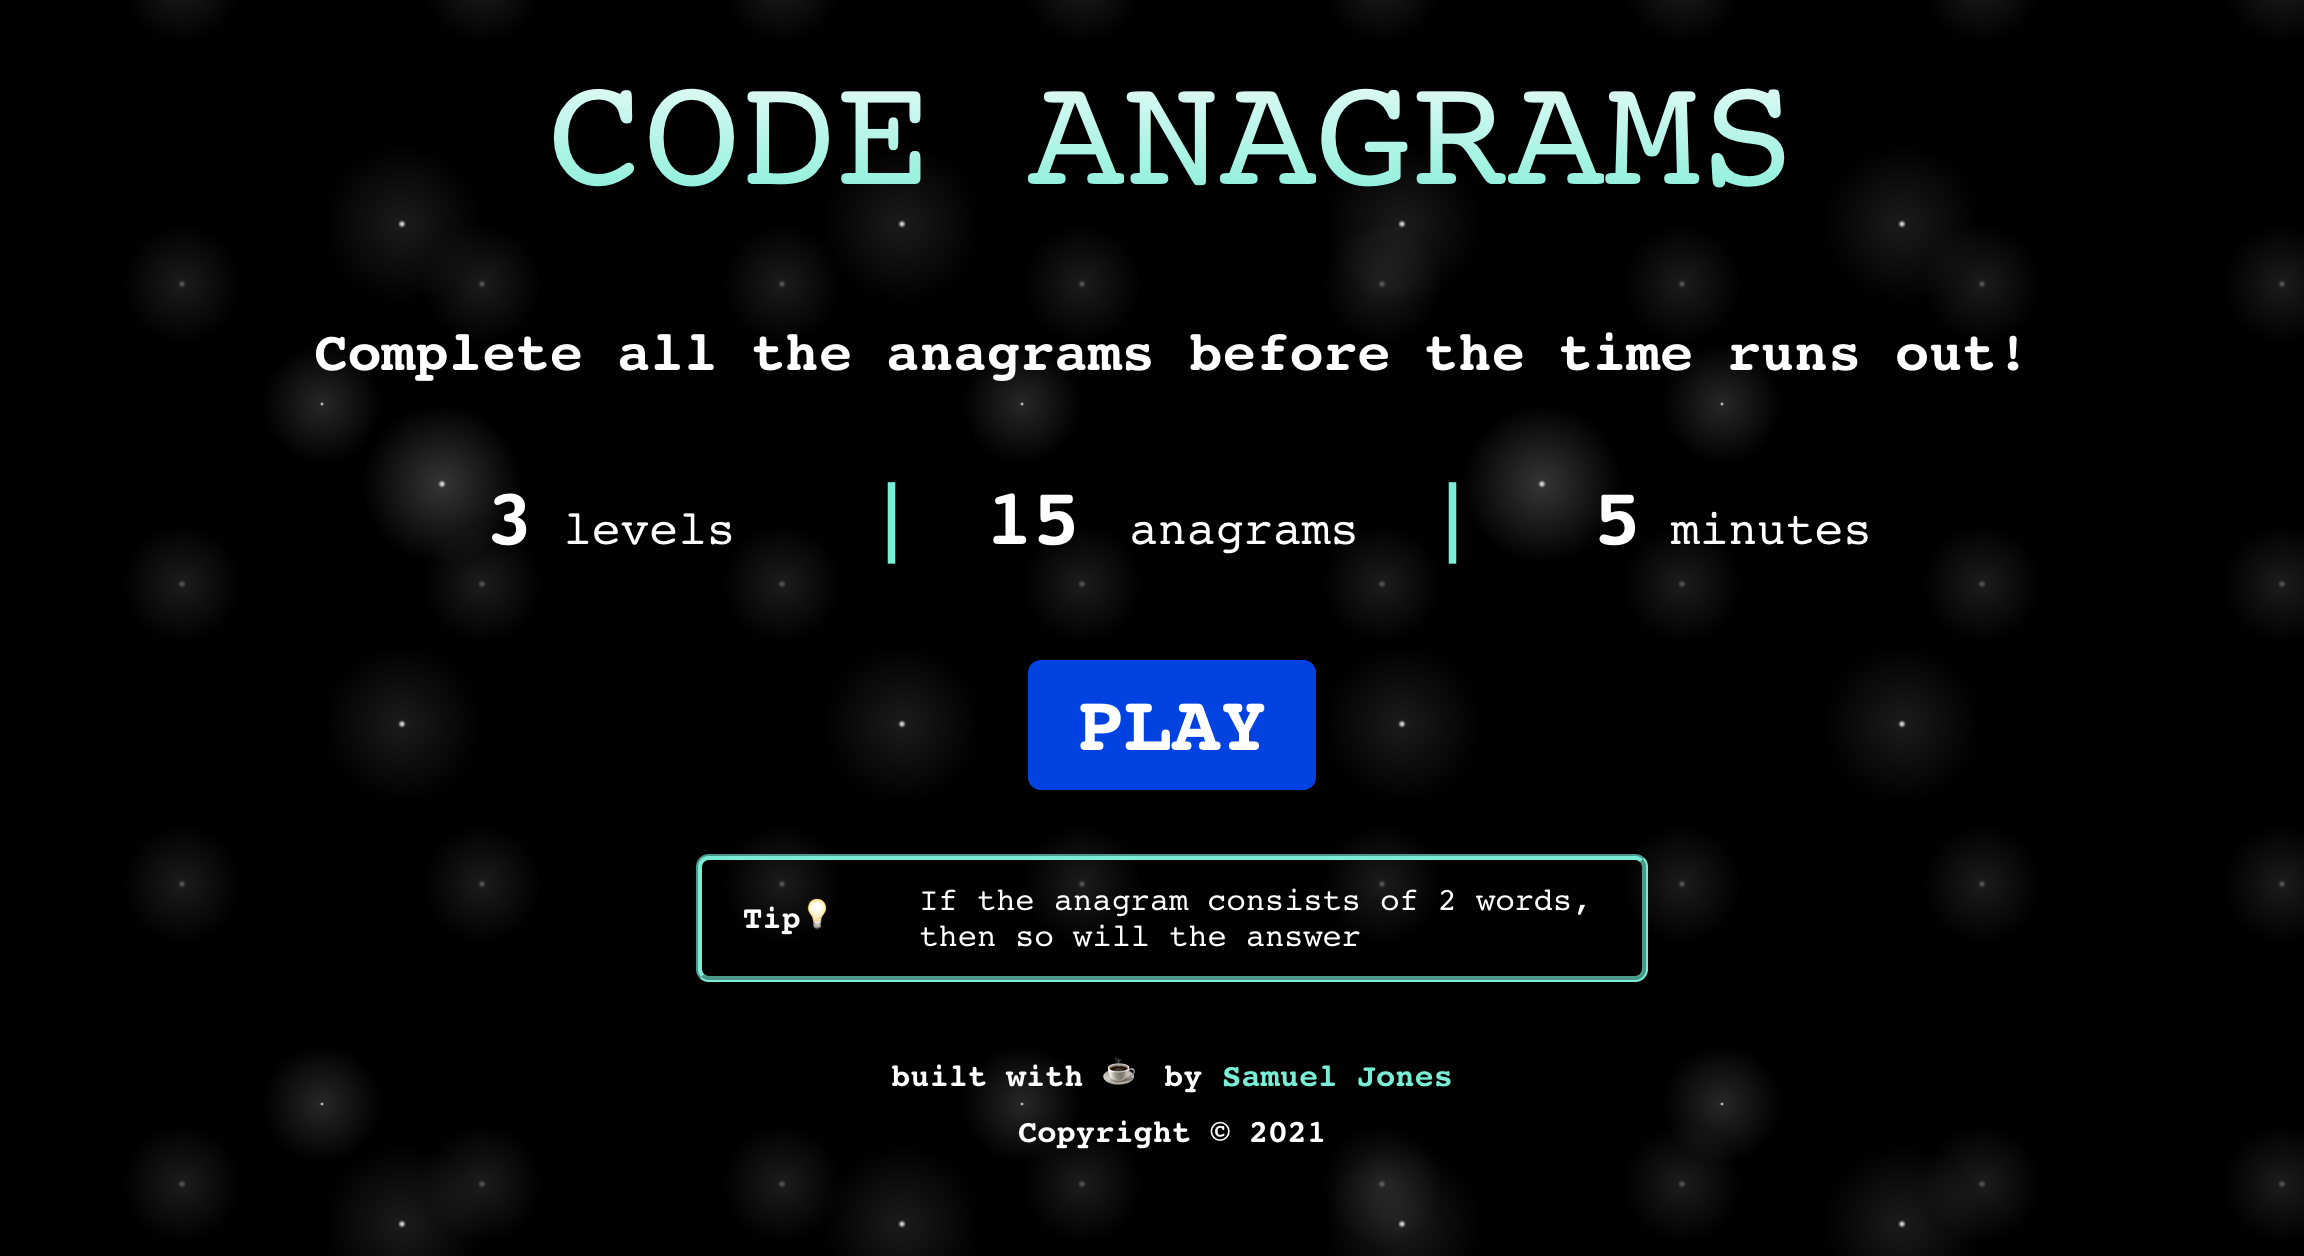 CODE ANAGRAMS
Complete all the anagrams before the time runs out!
3 levels
15 anagrams
5 minutes
PLAY
Tip💡
If the anagram consists of 2 words,
then so will the answer
built with ☕ by Samuel Jones
Copyright © 2021